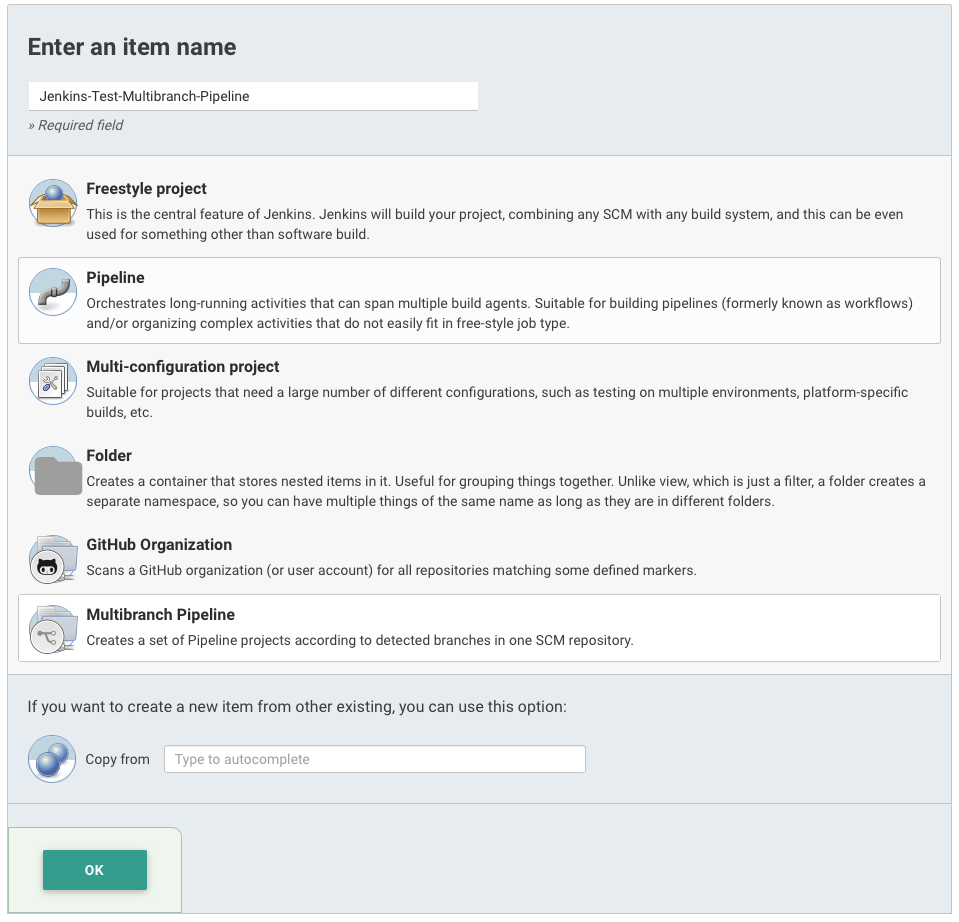 Enter an item name
Jenkins-Test-Multibranch-Pipeline
» Required field
Freestyle project
This is the central feature of Jenkins. Jenkins will build your project, combining any SCM with any build system, and this can be even
used for something other than software build.
Pipeline
Orchestrates long-running activities that can span multiple build agents. Suitable for building pipelines (formerly known as workflows)
and/or organizing complex activities that do not easily fit in free-style job type.
Multi-configuration project
Suitable for projects that need a large number of different configurations, such as testing on multiple environments, platform-specific
builds, etc.
Folder
Creates a container that stores nested items in it. Useful for grouping things together. Unlike view, which is just a filter, a folder creates a
separate namespace, so you can have multiple things of the same name as long as they are in different folders.
GitHub Organization
Scans a GitHub organization (or user account) for all repositories matching some defined markers.
Multibranch Pipeline
Creates a set of Pipeline projects according to detected branches in one SCM repository.
If you want to create a new item from other existing, you can use this option:
Copy from Type to autocomplete
OK